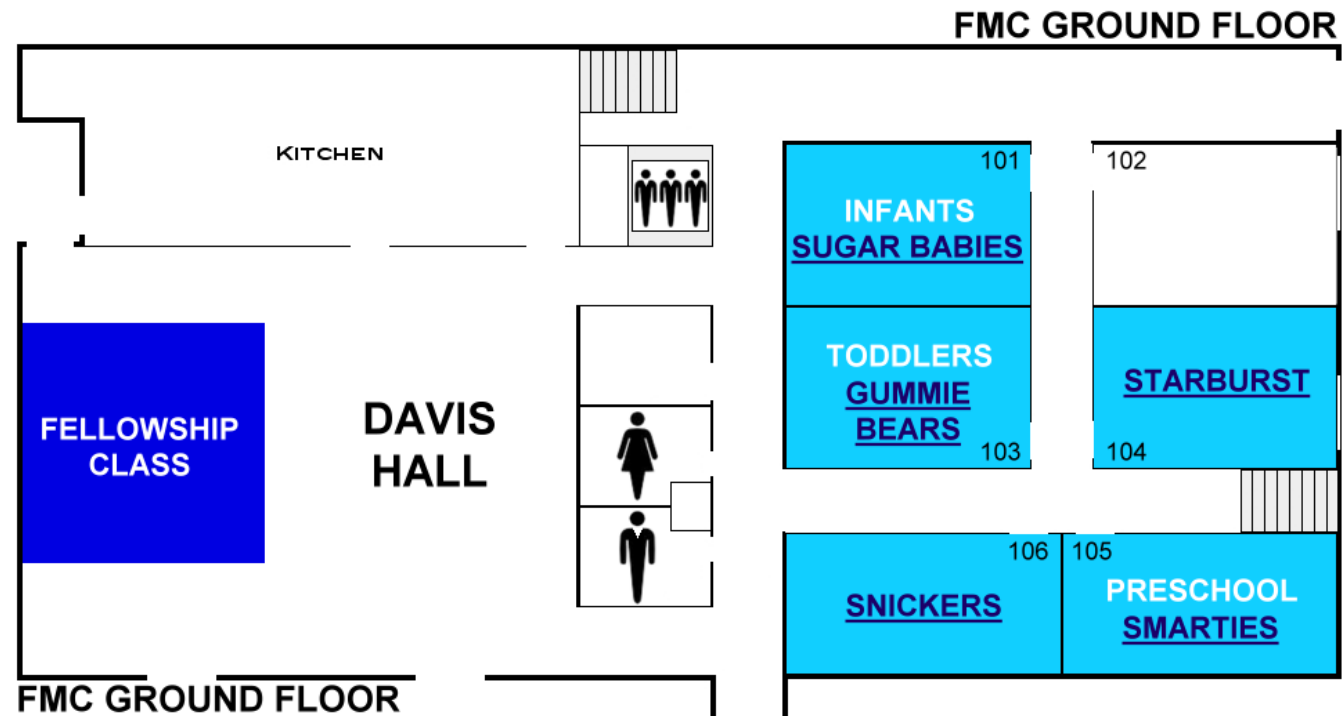 FMC GROUND FLOOR
KITCHEN
101
102
INFANTS
SUGAR BABIES
TODDLERS
GUMMIE
BEARS
103
STARBURST
104
FELLOWSHIP
CLASS
DAVIS
HALL
106
105
SNICKERS
PRESCHOOL
SMARTIES
FMC GROUND FLOOR